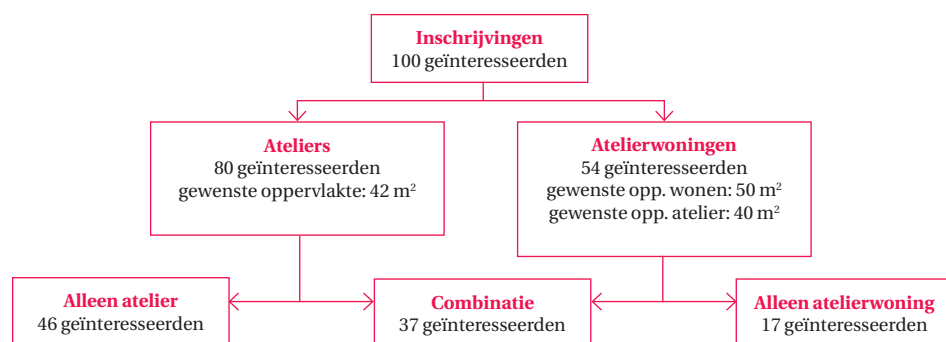 Inschrijvingen
100 geïnteresseerden
Ateliers
80 geïnteresseerden
gewenste oppervlakte: 42 m²
Atelierwoningen
54 geïnteresseerden
gewenste opp. wonen: 50 m²
gewenste opp. atelier: 40 m²
Alleen atelier
46 geïnteresseerden
Combinatie
37 geïnteresseerden
Alleen atelierwoning
17 geïnteresseerden